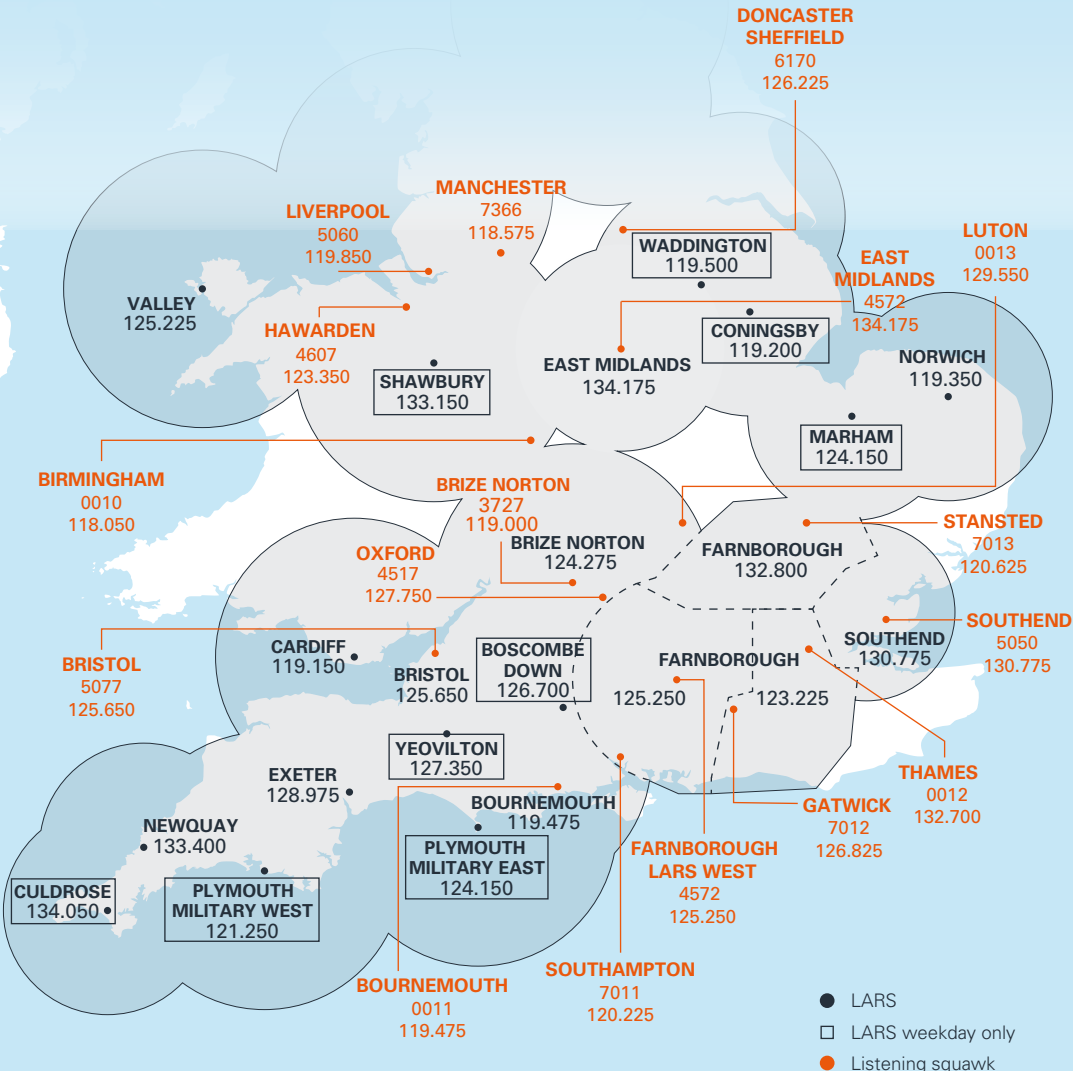 DONCASTER
SHEFFIELD
6170
126.225
MANCHESTER
7366
118.575
LIVERPOOL
5060
119.850
WADDINGTON
119.500
LUTON
0013
129.550
EAST
MIDLANDS
4572
134.175
VALLEY
125.225
HAWARDEN
4607
123.350
CONINGSBY
119.200
NORWICH
119.350
EAST MIDLANDS
134.175
SHAWBURY
133.150
MARHAM
124.150
BIRMINGHAM
0010
118.050
BRIZE NORTON
3727
119.000
BRIZE NORTON
124.275
FARNBOROUGH
132.800
STANSTED
7013
120.625
OXFORD
4517
127.750
SOUTHEND
5050
130.775
SOUTHEND
130.775
CARDIFF
119.150
BRISTOL
5077
125.650
BRISTOL
125.650
BOSCOMBE
DOWN
126.700
FARNBOROUGH
125.250
123.225
YEOVILTON
127.350
THAMES
0012
132.700
EXETER
128.975
BOURNEMOUTH
119.475
GATWICK
7012
126.825
NEWQUAY
133.400
PLYMOUTH
MILITARY EAST
124.150
FARNBOROUGH
LARS WEST
4572
125.250
CULDROSE
134.050
PLYMOUTH
MILITARY WEST
121.250
BOURNEMOUTH
0011
119.475
SOUTHAMPTON
7011
120.225
LARS
LARS weekday only
Listening squawk